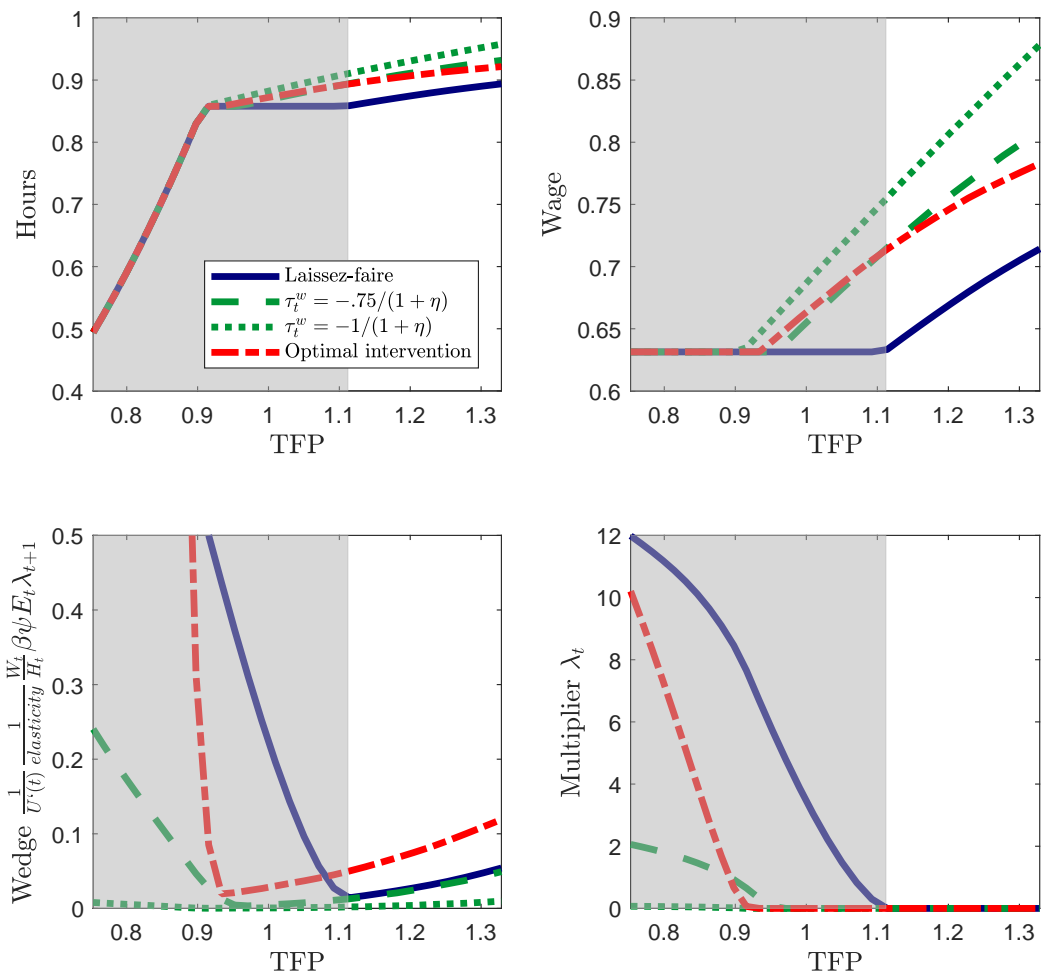 Hours
1
0.9
0.8
0.7
0.6
0.5
0.4
0.8 0.9 1 1.1 1.2 1.3
TFP
Laissez-faire
τ_t^w = −.75/(1 + η)
τ_t^w = −1/(1 + η)
Optimal intervention
Wage
0.9
0.85
0.8
0.75
0.7
0.65
0.6
0.8 0.9 1 1.1 1.2 1.3
TFP
Wedge \frac{1}{U‘(t)} \frac{1}{elasticity} \frac{W_t}{H_t} βψE_tλ_{t+1}
0.5
0.4
0.3
0.2
0.1
0
0.8 0.9 1 1.1 1.2 1.3
TFP
Multiplier λ_t
12
10
8
6
4
2
0
0.8 0.9 1 1.1 1.2 1.3
TFP